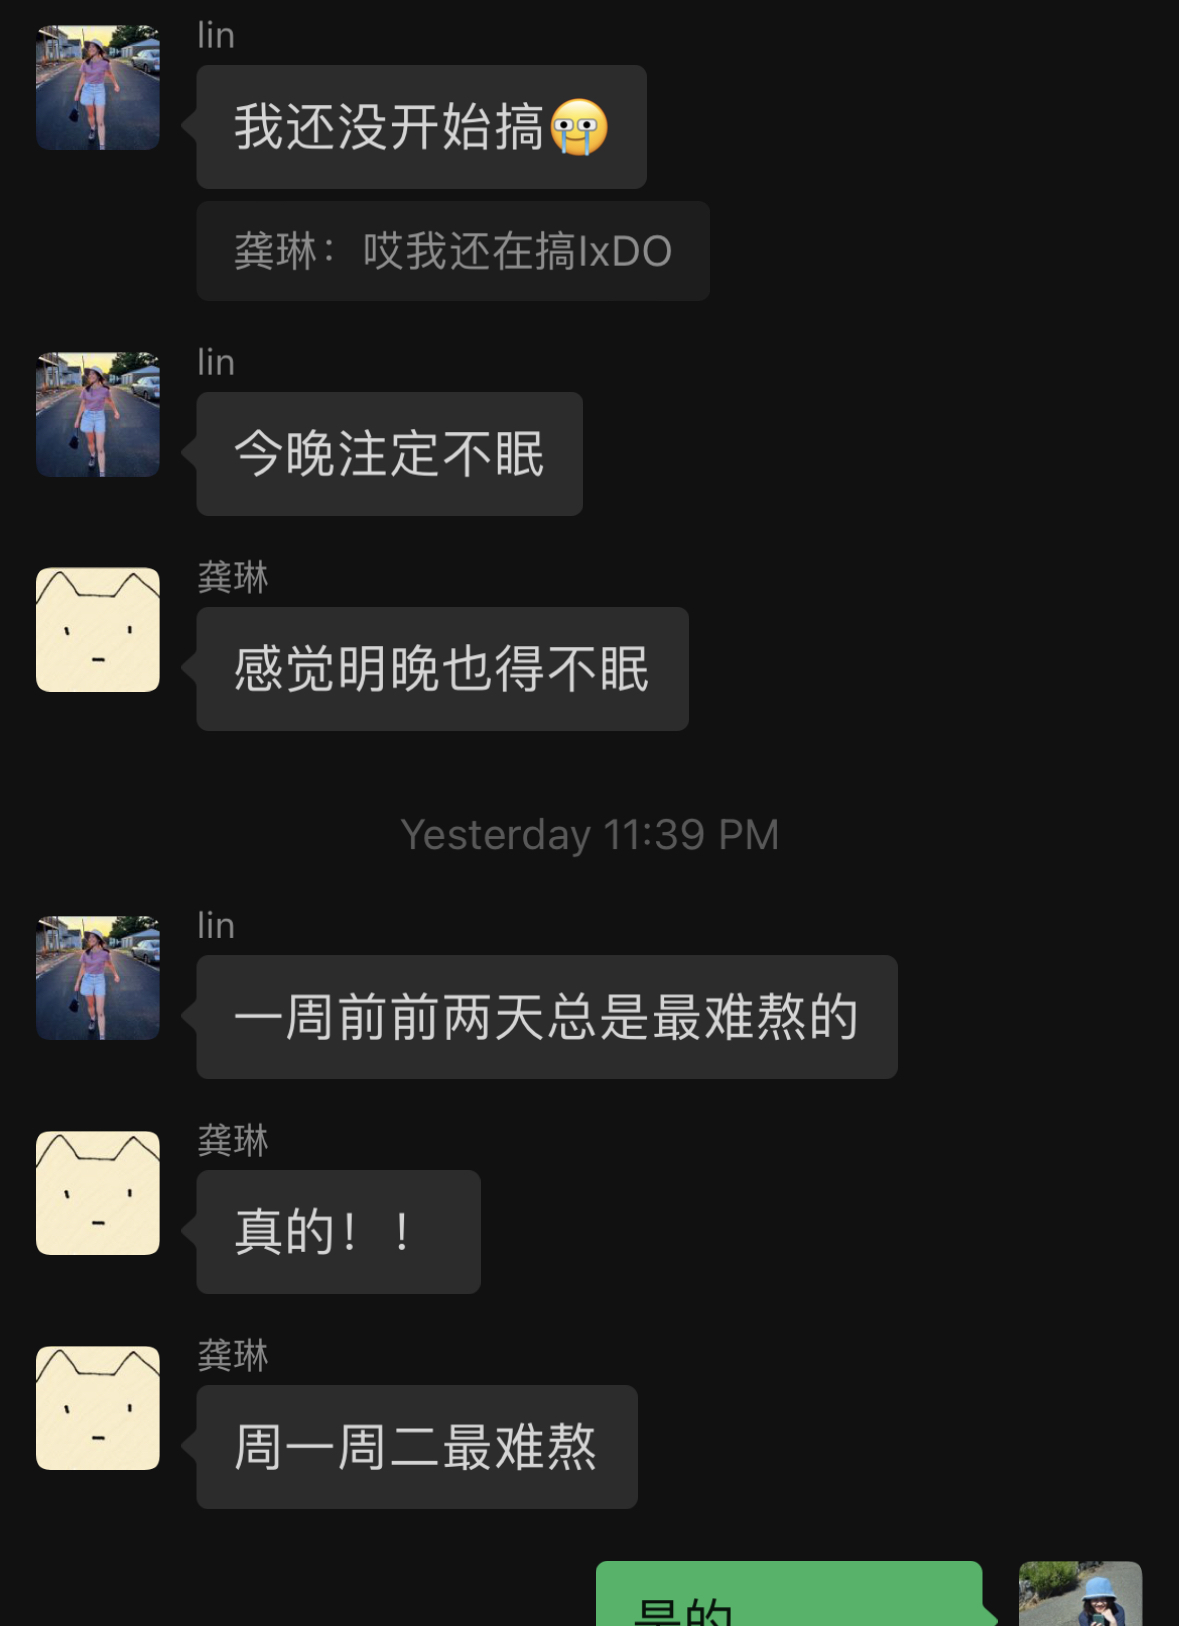 lin
我还没开始搞
龚琳：哎我还在搞IxDO
lin
今晚注定不眠
龚琳
感觉明晚也得不眠
Yesterday 11:39 PM
lin
一周前前两天总是最难熬的
龚琳
真的！！
龚琳
周一周二最难熬
是的